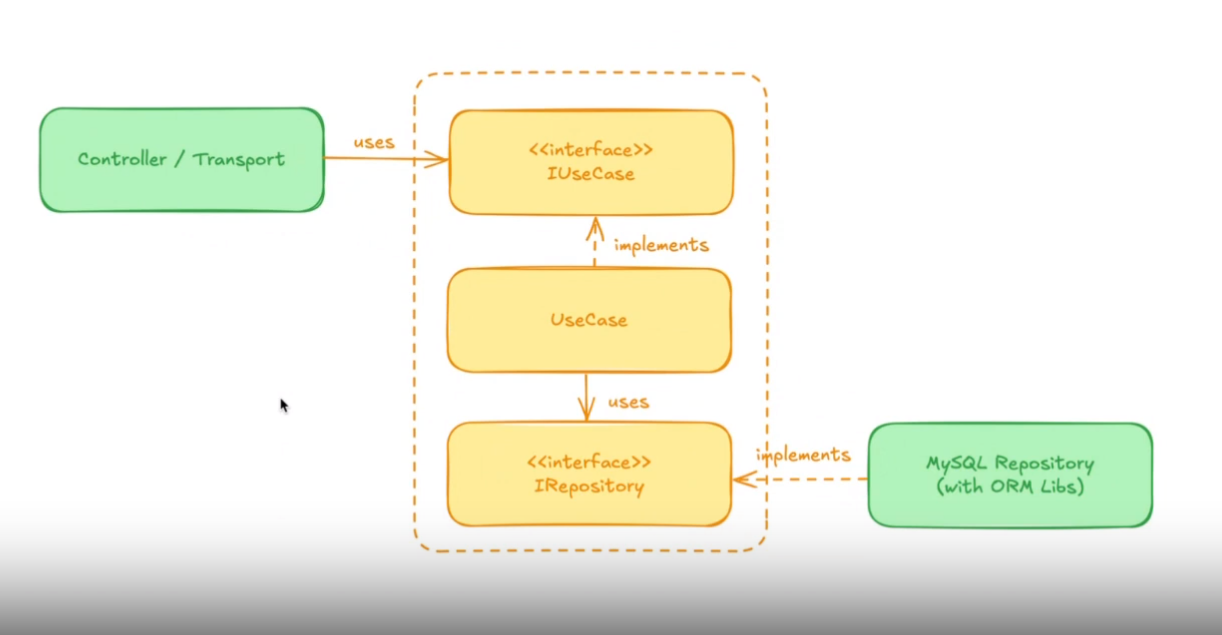 Controller / Transport
uses
<<interface>>
IUseCase
implements
UseCase
uses
<<interface>>
IRepository
implements
MySQL Repository
(with ORM Libs)